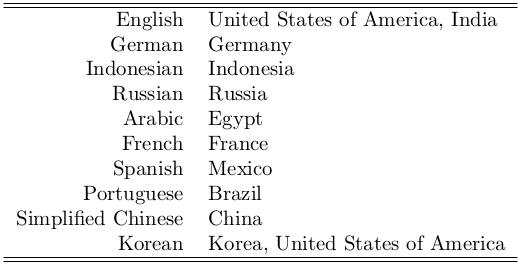 English United States of America, India
German Germany
Indonesian Indonesia
Russian Russia
Arabic Egypt
French France
Spanish Mexico
Portuguese Brazil
Simplified Chinese China
Korean Korea, United States of America